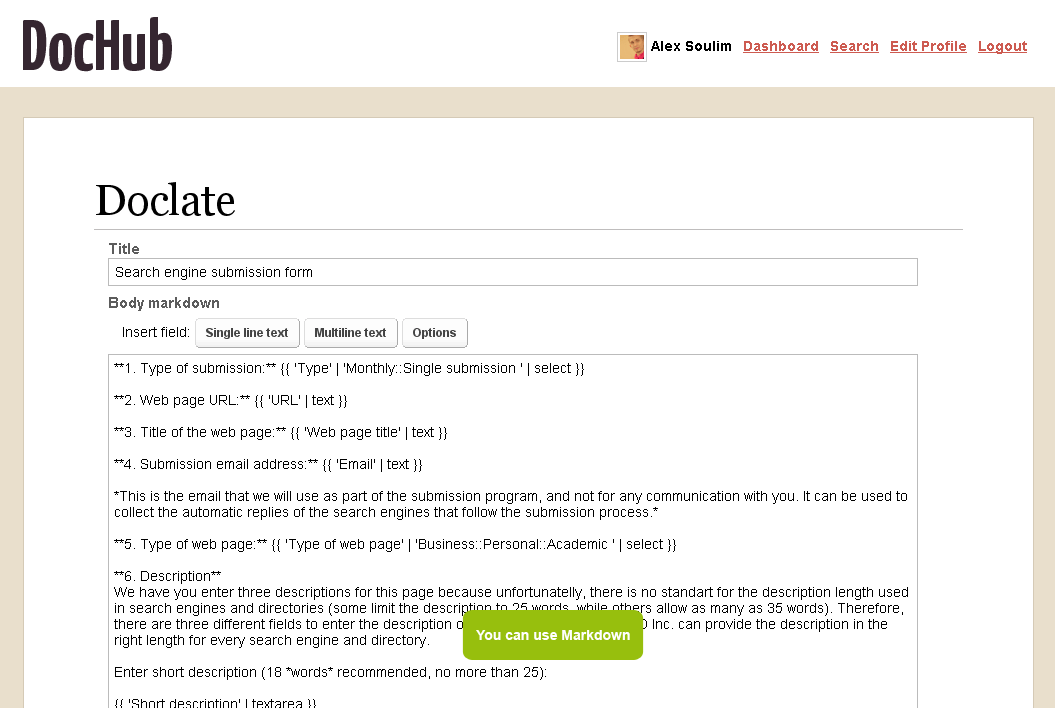 DocHub
Alex Soulim Dashboard Search Edit Profile Logout
Doclate
Title
Search engine submission form
Body markdown
Insert field: Single line text Multiline text Options
**1. Type of submission:** {{ 'Type' | 'Monthly::Single submission ' | select }}
**2. Web page URL:** {{ 'URL' | text }}
**3. Title of the web page:** {{ 'Web page title' | text }}
**4. Submission email address:** {{ 'Email' | text }}
*This is the email that we will use as part of the submission program, and not for any communication with you. It can be used to
collect the automatic replies of the search engines that follow the submission process.*
**5. Type of web page:** {{ 'Type of web page' | 'Business::Personal::Academic ' | select }}
**6. Description**
We have you enter three descriptions for this page because unfortunatelly, there is no standart for the description length used
in search engines and directories (some limit the description to 25 words, while others allow as many as 35 words). Therefore,
there are three different fields to enter the description Inc. can provide the description in the
You can use Markdown
right length for every search engine and directory.
Enter short description (18 *words* recommended, no more than 25):
{{ 'Short description' | textarea }}